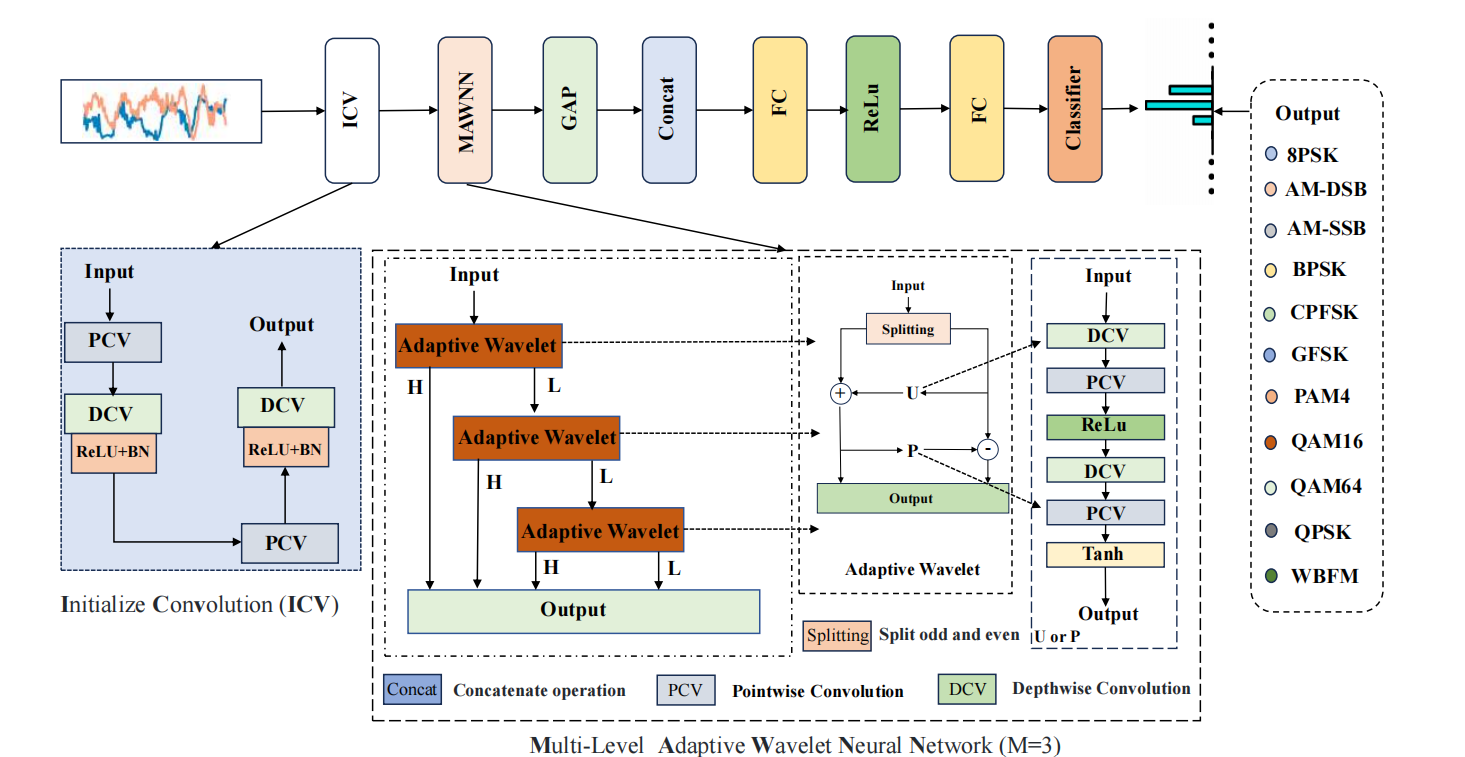 ICV
MAWNN
GAP
Concat
FC
ReLu
FC
Classifier
Output
8PSK
AM-DSB
AM-SSB
BPSK
CPFSK
GFSK
PAM4
QAM16
QAM64
QPSK
WBFM
Input
PCV
DCV
ReLU+BN
PCV
DCV
ReLU+BN
Output
Initialize Convolution (ICV)
Input
Adaptive Wavelet
H
L
Adaptive Wavelet
H
L
Adaptive Wavelet
H
L
Output
Input
Splitting
+
U
P
-
Output
Adaptive Wavelet
Input
DCV
PCV
ReLu
DCV
PCV
Tanh
Output
U or P
Splitting Split odd and even
Concat Concatenate operation
PCV Pointwise Convolution
DCV Depthwise Convolution
Multi-Level Adaptive Wavelet Neural Network (M=3)